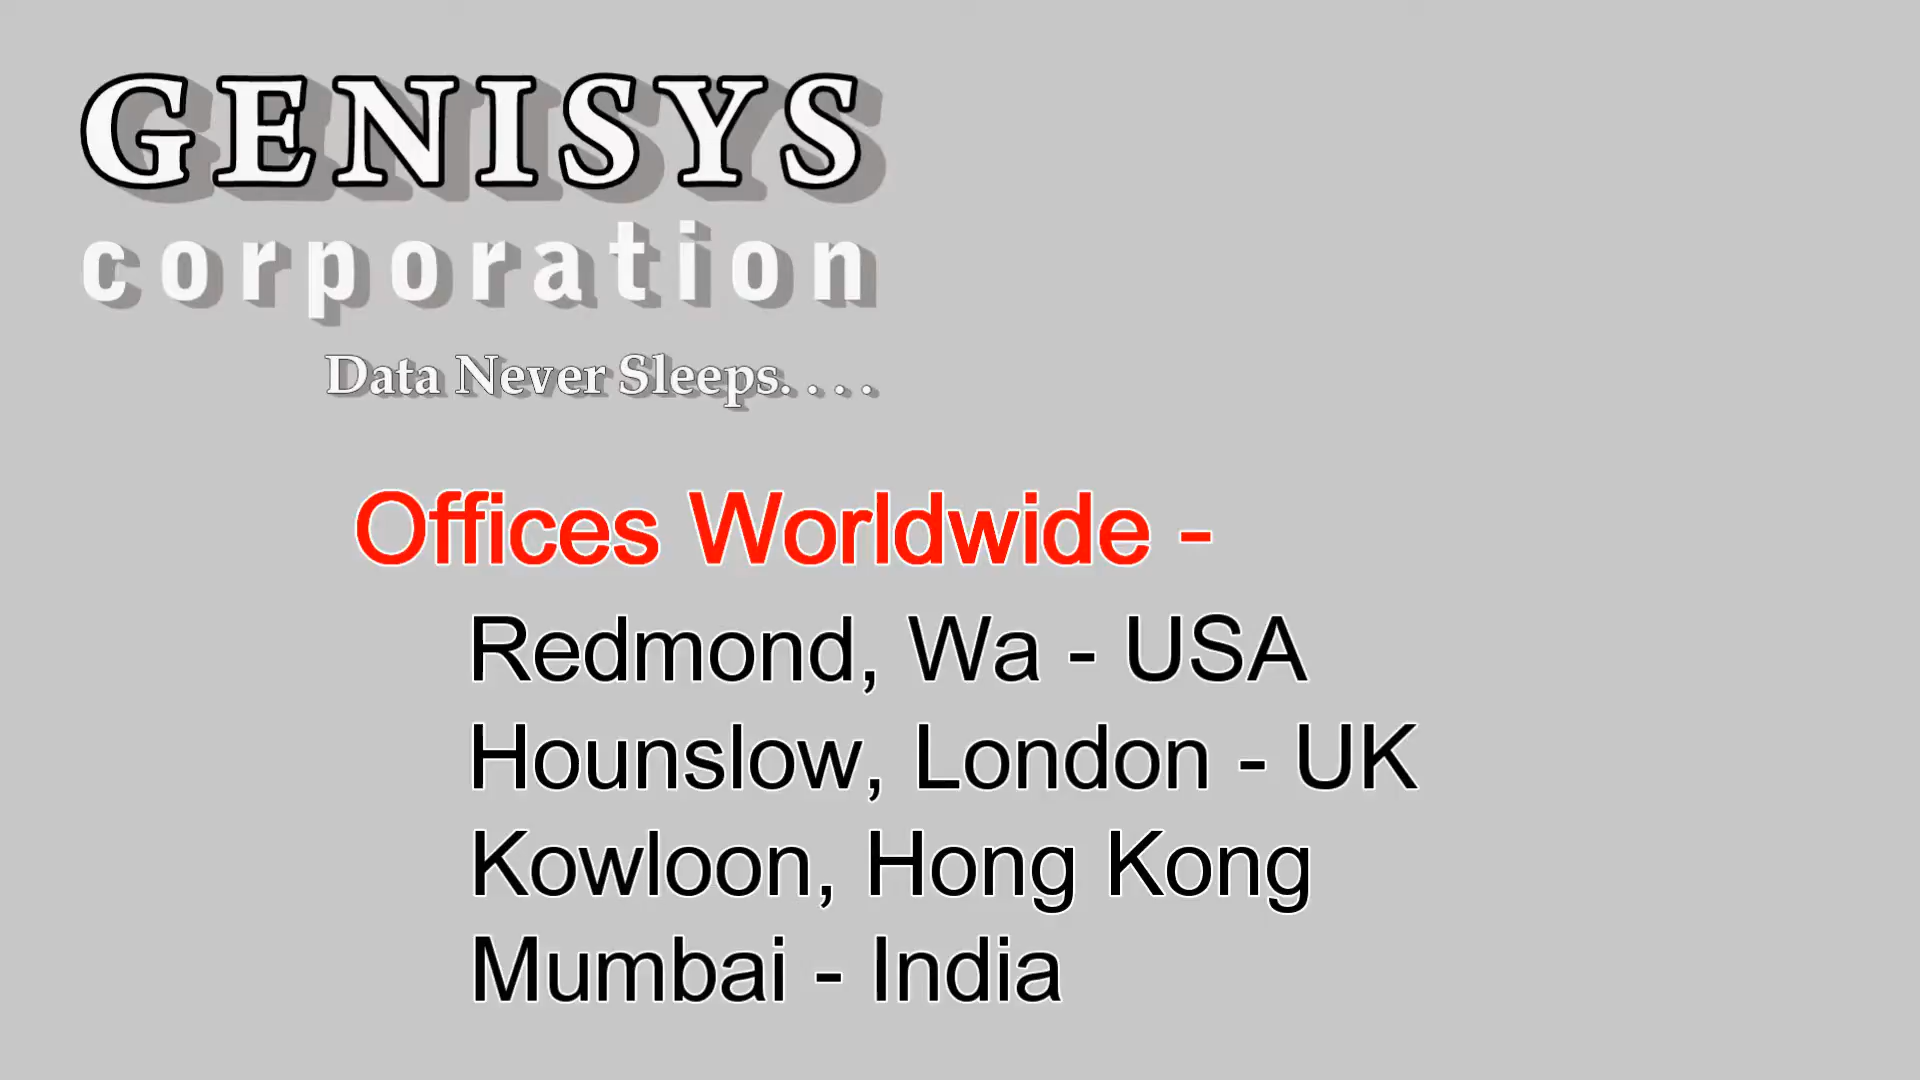 GENISYS
corporation
Data Never Sleeps. . . .
Offices Worldwide -
Redmond, Wa - USA
Hounslow, London - UK
Kowloon, Hong Kong
Mumbai - India